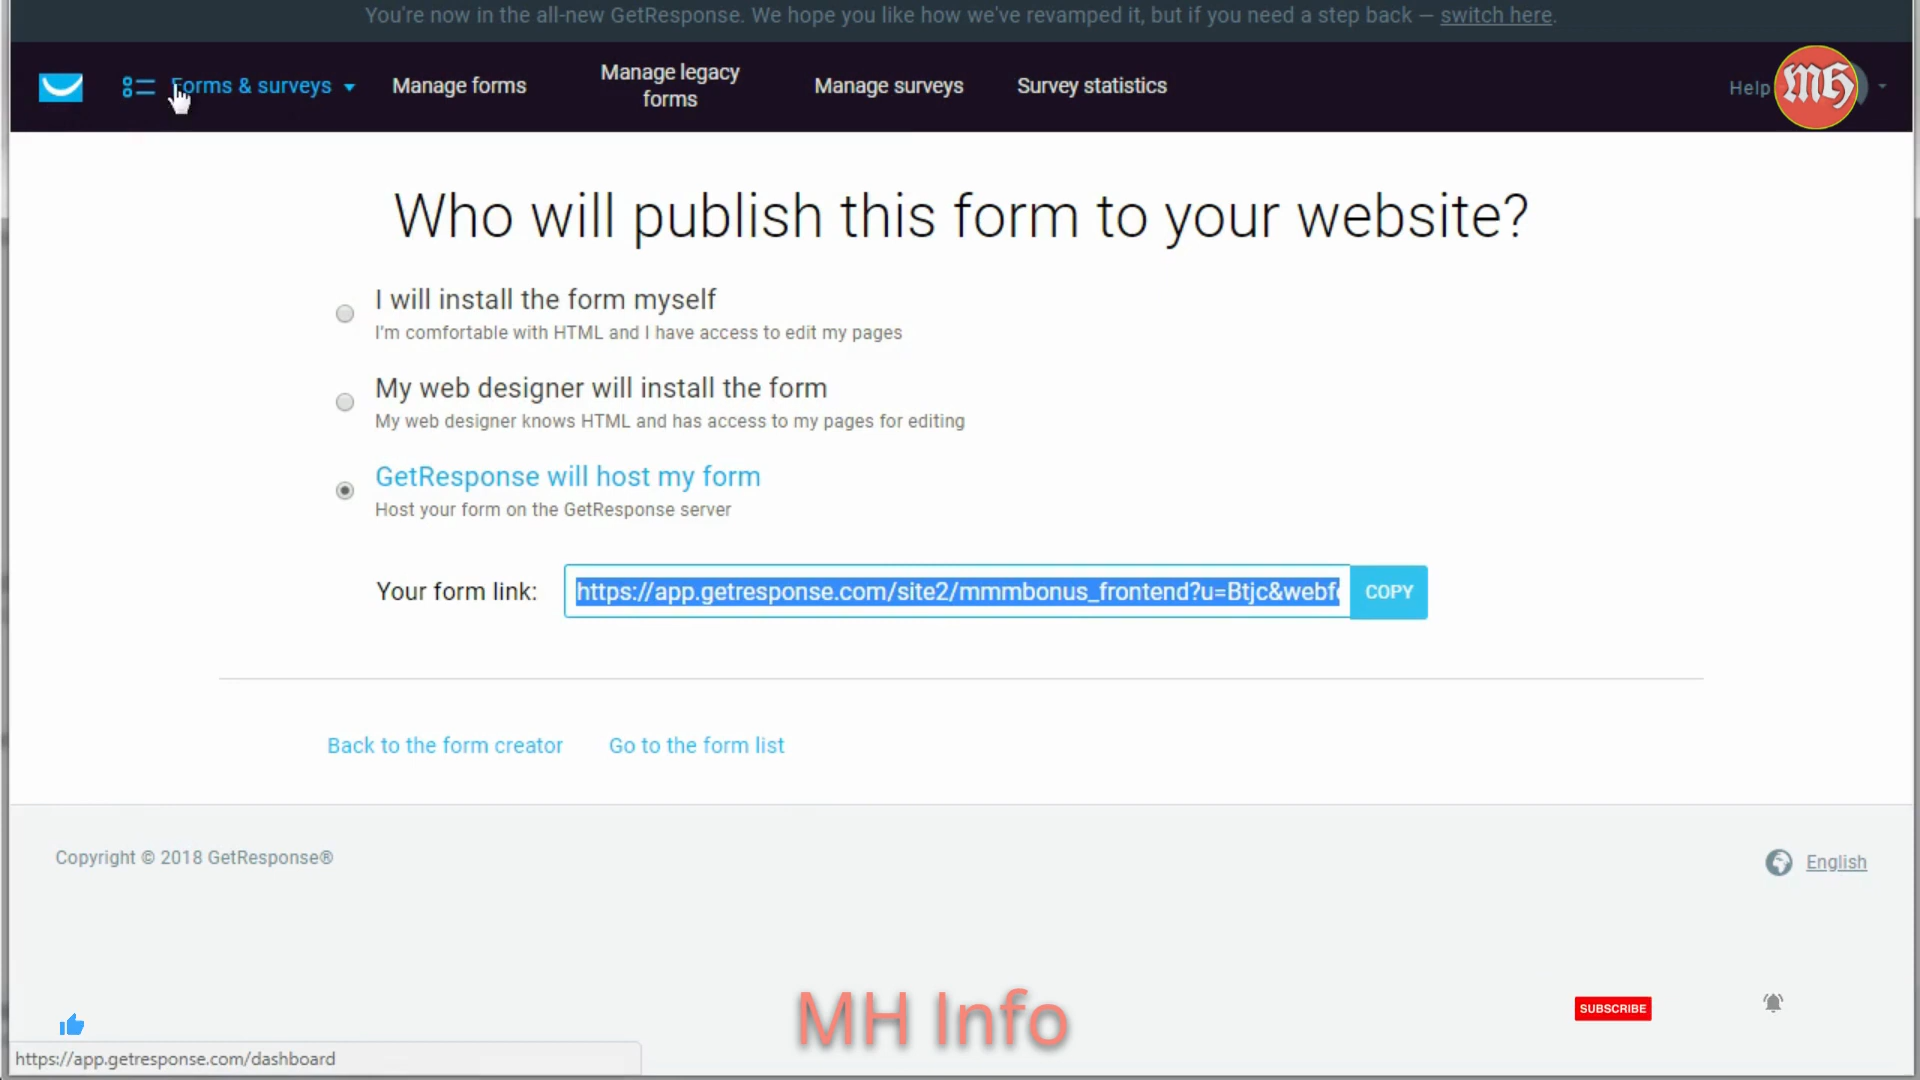 You're now in the all-new GetResponse. We hope you like how we've revamped it, but if you need a step back — switch here.
Forms & surveys
Manage forms
Manage legacy
forms
Manage surveys
Survey statistics
Help
MH
Who will publish this form to your website?
I will install the form myself
I'm comfortable with HTML and I have access to edit my pages
My web designer will install the form
My web designer knows HTML and has access to my pages for editing
GetResponse will host my form
Host your form on the GetResponse server
Your form link:
https://app.getresponse.com/site2/mmmbonus_frontend?u=Btjc&webf
COPY
Back to the form creator
Go to the form list
Copyright © 2018 GetResponse®
English
MH Info
SUBSCRIBE
https://app.getresponse.com/dashboard